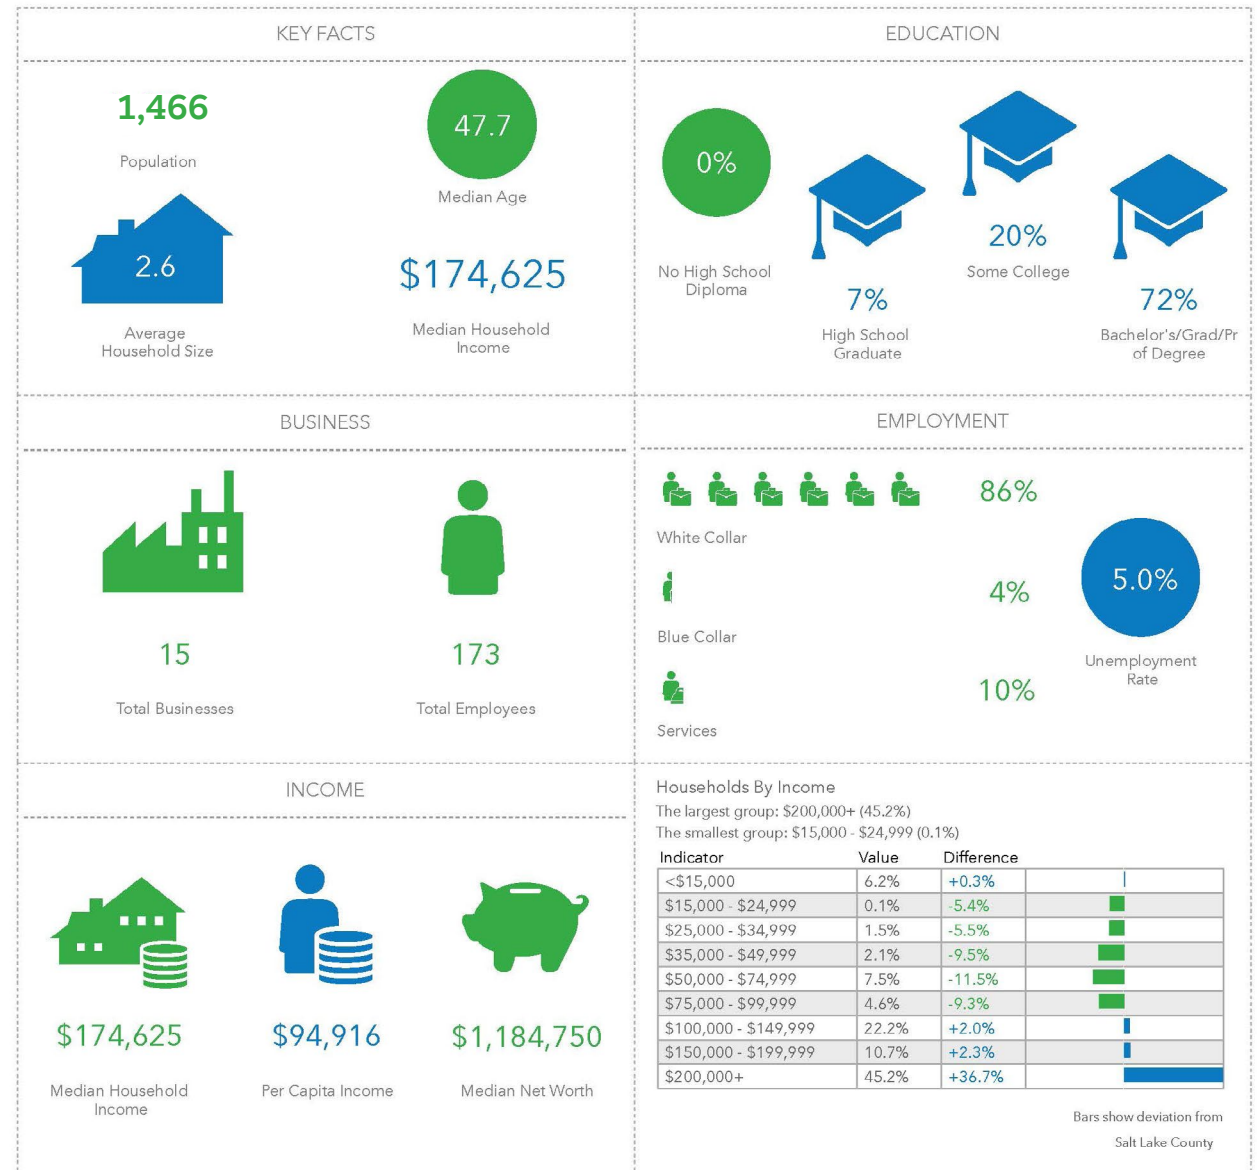 KEY FACTS
1,466
Population
47.7
Median Age
2.6
Average
Household Size
$174,625
Median Household
Income
EDUCATION
0%
No High School
Diploma
7%
High School
Graduate
20%
Some College
72%
Bachelor's/Grad/Pr
of Degree
BUSINESS
15
Total Businesses
173
Total Employees
EMPLOYMENT
86%
White Collar
4%
Blue Collar
10%
Services
5.0%
Unemployment
Rate
INCOME
$174,625
Median Household
Income
$94,916
Per Capita Income
$1,184,750
Median Net Worth
Households By Income
The largest group: $200,000+ (45.2%)
The smallest group: $15,000 - $24,999 (0.1%)
Indicator Value Difference
<$15,000 6.2% +0.3%
$15,000 - $24,999 0.1% -5.4%
$25,000 - $34,999 1.5% -5.5%
$35,000 - $49,999 2.1% -9.5%
$50,000 - $74,999 7.5% -11.5%
$75,000 - $99,999 4.6% -9.3%
$100,000 - $149,999 22.2% +2.0%
$150,000 - $199,999 10.7% +2.3%
$200,000+ 45.2% +36.7%
Bars show deviation from
Salt Lake County